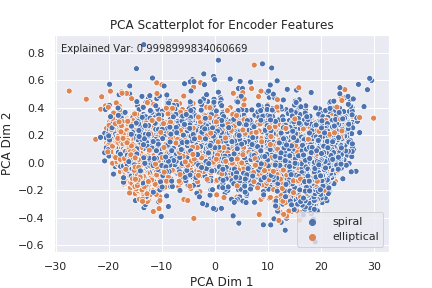 PCA Scatterplot for Encoder Features
Explained Var: 0.9998999834060669
0.8
0.6
0.4
0.2
0.0
−0.2
−0.4
−0.6
PCA Dim 2
spiral
elliptical
−30
−20
−10
0
10
20
30
PCA Dim 1